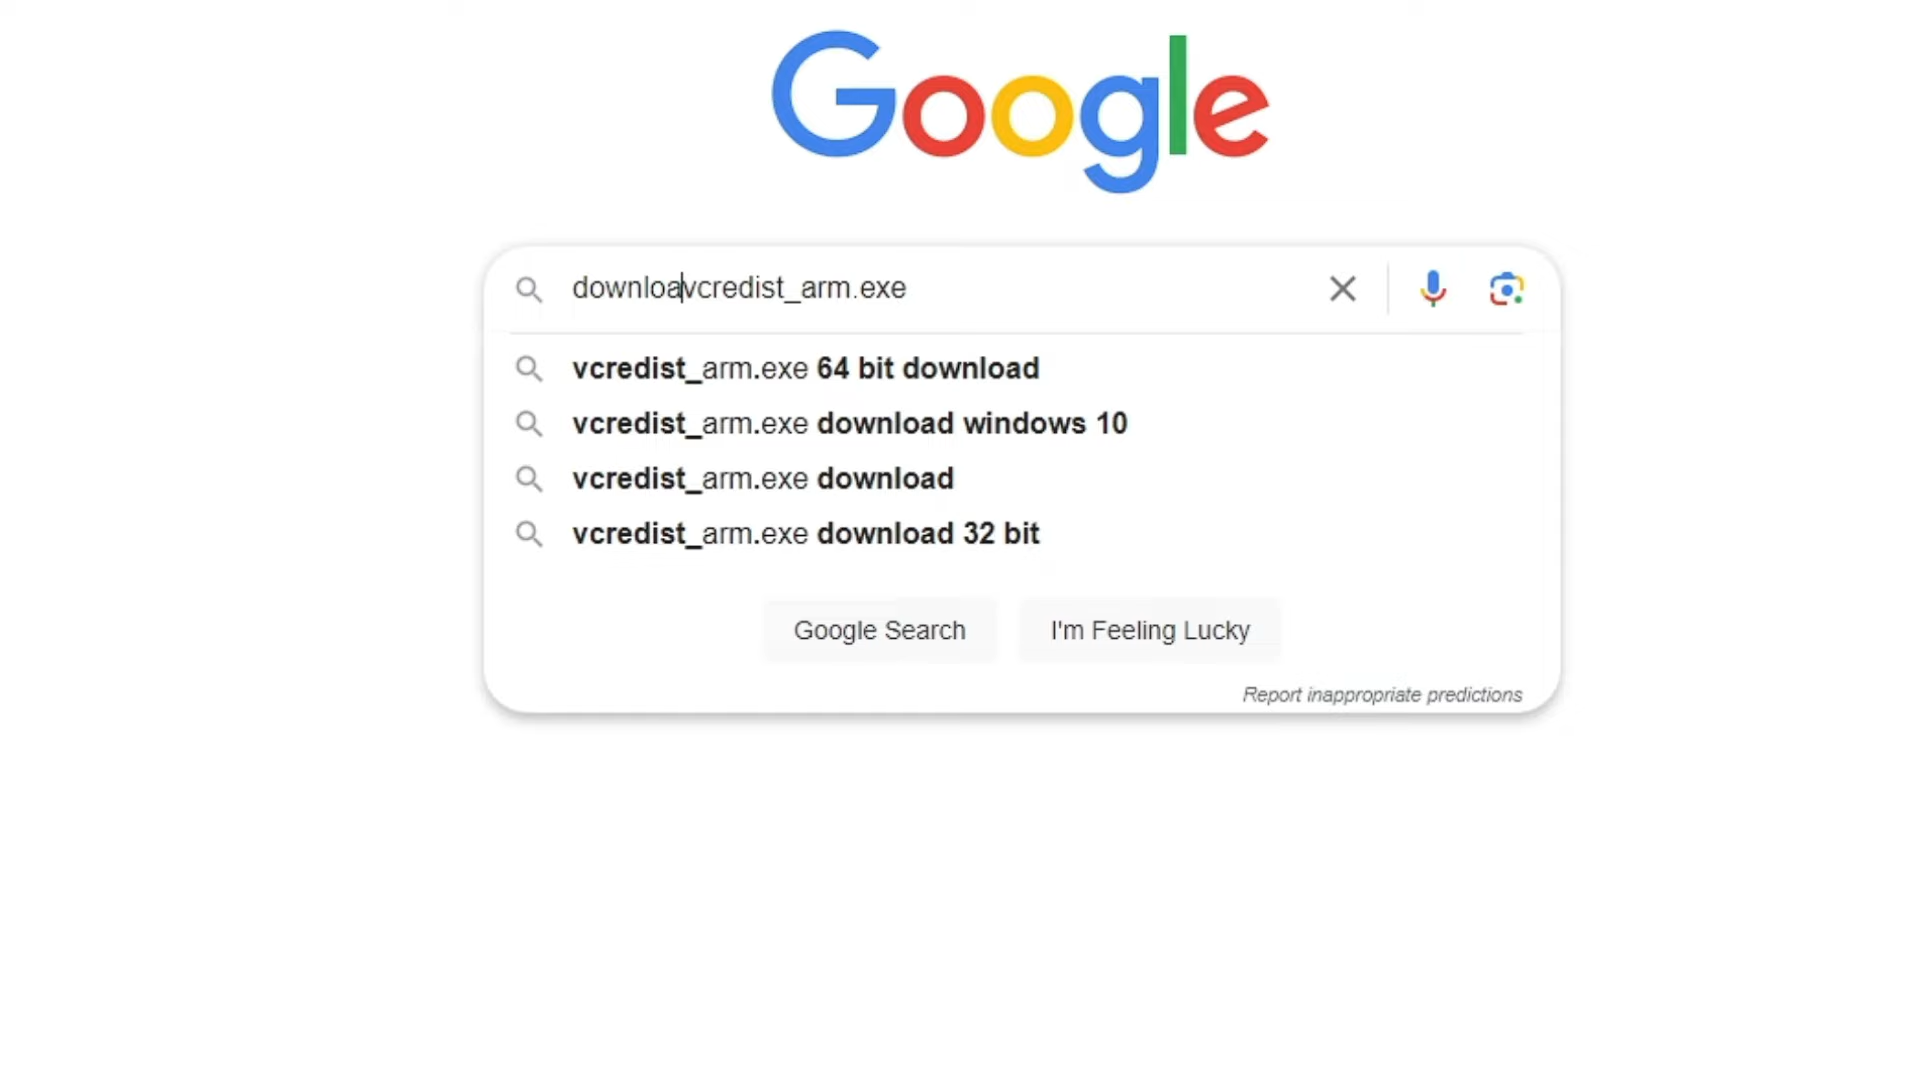 Google
downloavcredist_arm.exe
vcredist_arm.exe 64 bit download
vcredist_arm.exe download windows 10
vcredist_arm.exe download
vcredist_arm.exe download 32 bit
Google Search
I'm Feeling Lucky
Report inappropriate predictions